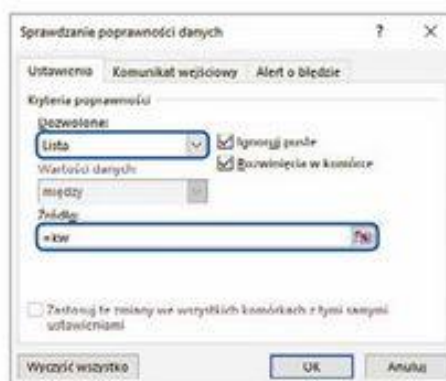 Sprawdzanie poprawności danych ? ×
Ustawienia Komunikat wejściowy Alert o błędzie
Kryteria poprawności
Dozwolone:
Lista
Ignoruj puste
Rozwinięcia w komórce
Wartości danych:
między
Źródło:
=kw
Zastosuj te zmiany we wszystkich komórkach z tymi samymi
ustawieniami
Wyczyść wszystko OK Anuluj